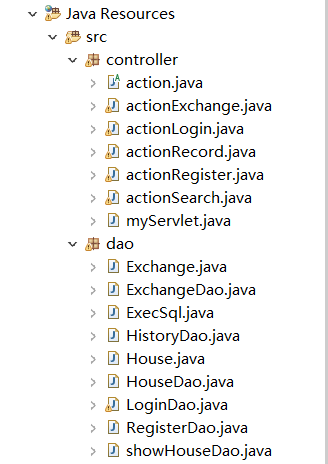 Java Resources
src
controller
action.java
actionExchange.java
actionLogin.java
actionRecord.java
actionRegister.java
actionSearch.java
myServlet.java
dao
Exchange.java
ExchangeDao.java
ExecSql.java
HistoryDao.java
House.java
HouseDao.java
LoginDao.java
RegisterDao.java
showHouseDao.java